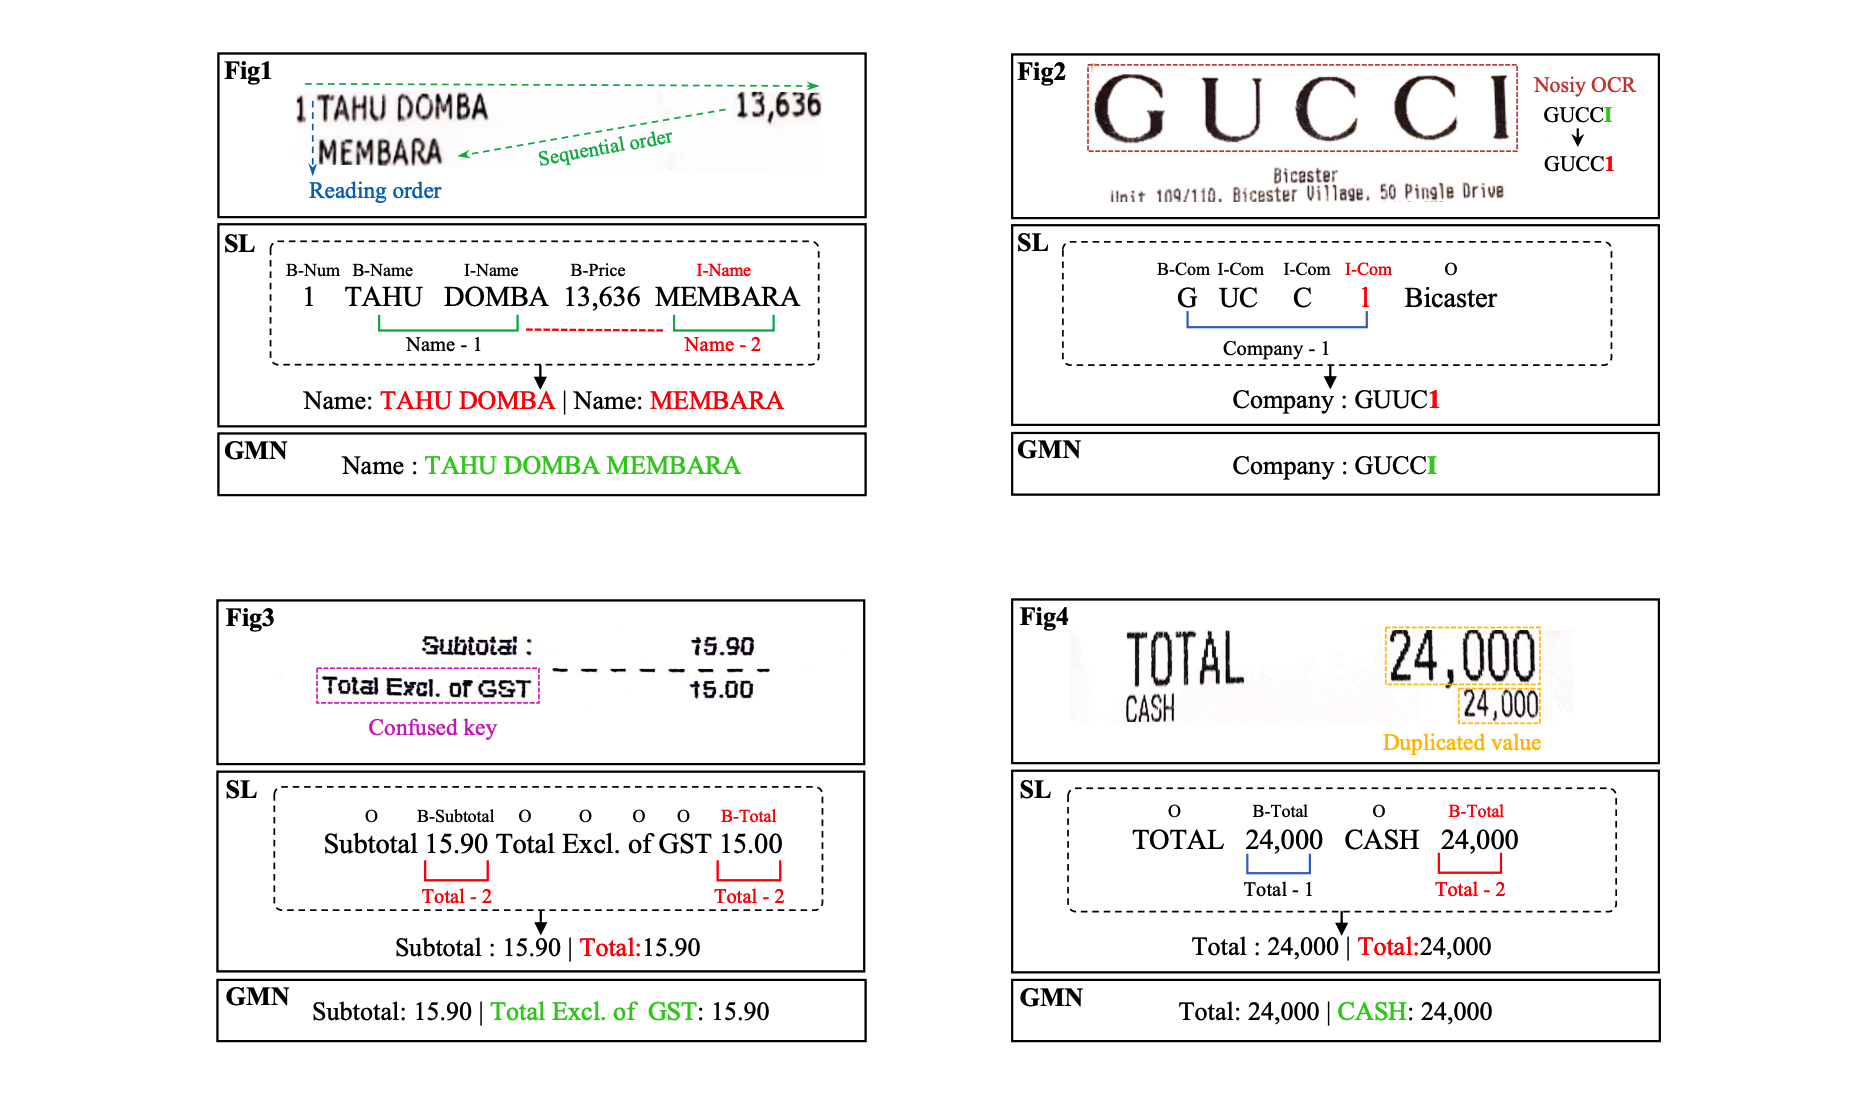 Fig1
1 TAHU DOMBA 13,636
MEMBARA
Sequential order
Reading order
SL
B-Num B-Name I-Name B-Price I-Name
1 TAHU DOMBA 13,636 MEMBARA
Name - 1 Name - 2
Name: TAHU DOMBA | Name: MEMBARA
GMN
Name : TAHU DOMBA MEMBARA
Fig2
GUCCI
Bicester
Unit 109/110, Bicester Village, 50 Pingle Drive
Nosiy OCR
GUCCI
GUCC1
SL
B-Com I-Com I-Com I-Com O
G UC C 1 Bicaster
Company - 1
Company : GUUC1
GMN
Company : GUCCI
Fig3
Subtotal : 15.90
Total Excl. of GST 15.00
Confused key
SL
O B-Subtotal O O O O B-Total
Subtotal 15.90 Total Excl. of GST 15.00
Total - 2 Total - 2
Subtotal : 15.90 | Total:15.90
GMN
Subtotal: 15.90 | Total Excl. of GST: 15.90
Fig4
TOTAL 24,000
CASH 24,000
Duplicated value
SL
O B-Total O B-Total
TOTAL 24,000 CASH 24,000
Total - 1 Total - 2
Total : 24,000 | Total:24,000
GMN
Total: 24,000 | CASH: 24,000